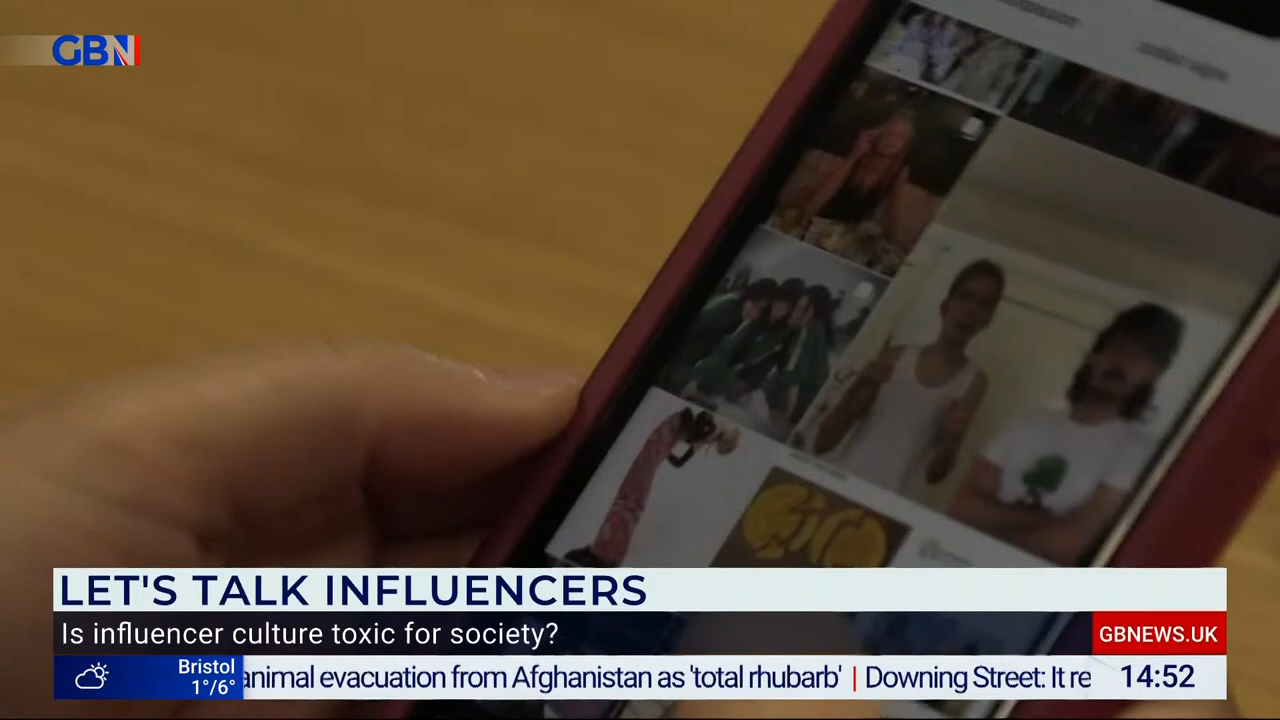 GBN
LET'S TALK INFLUENCERS
Is influencer culture toxic for society?
GBNEWS.UK
Bristol
1°/6°
animal evacuation from Afghanistan as 'total rhubarb' | Downing Street: It re
14:52